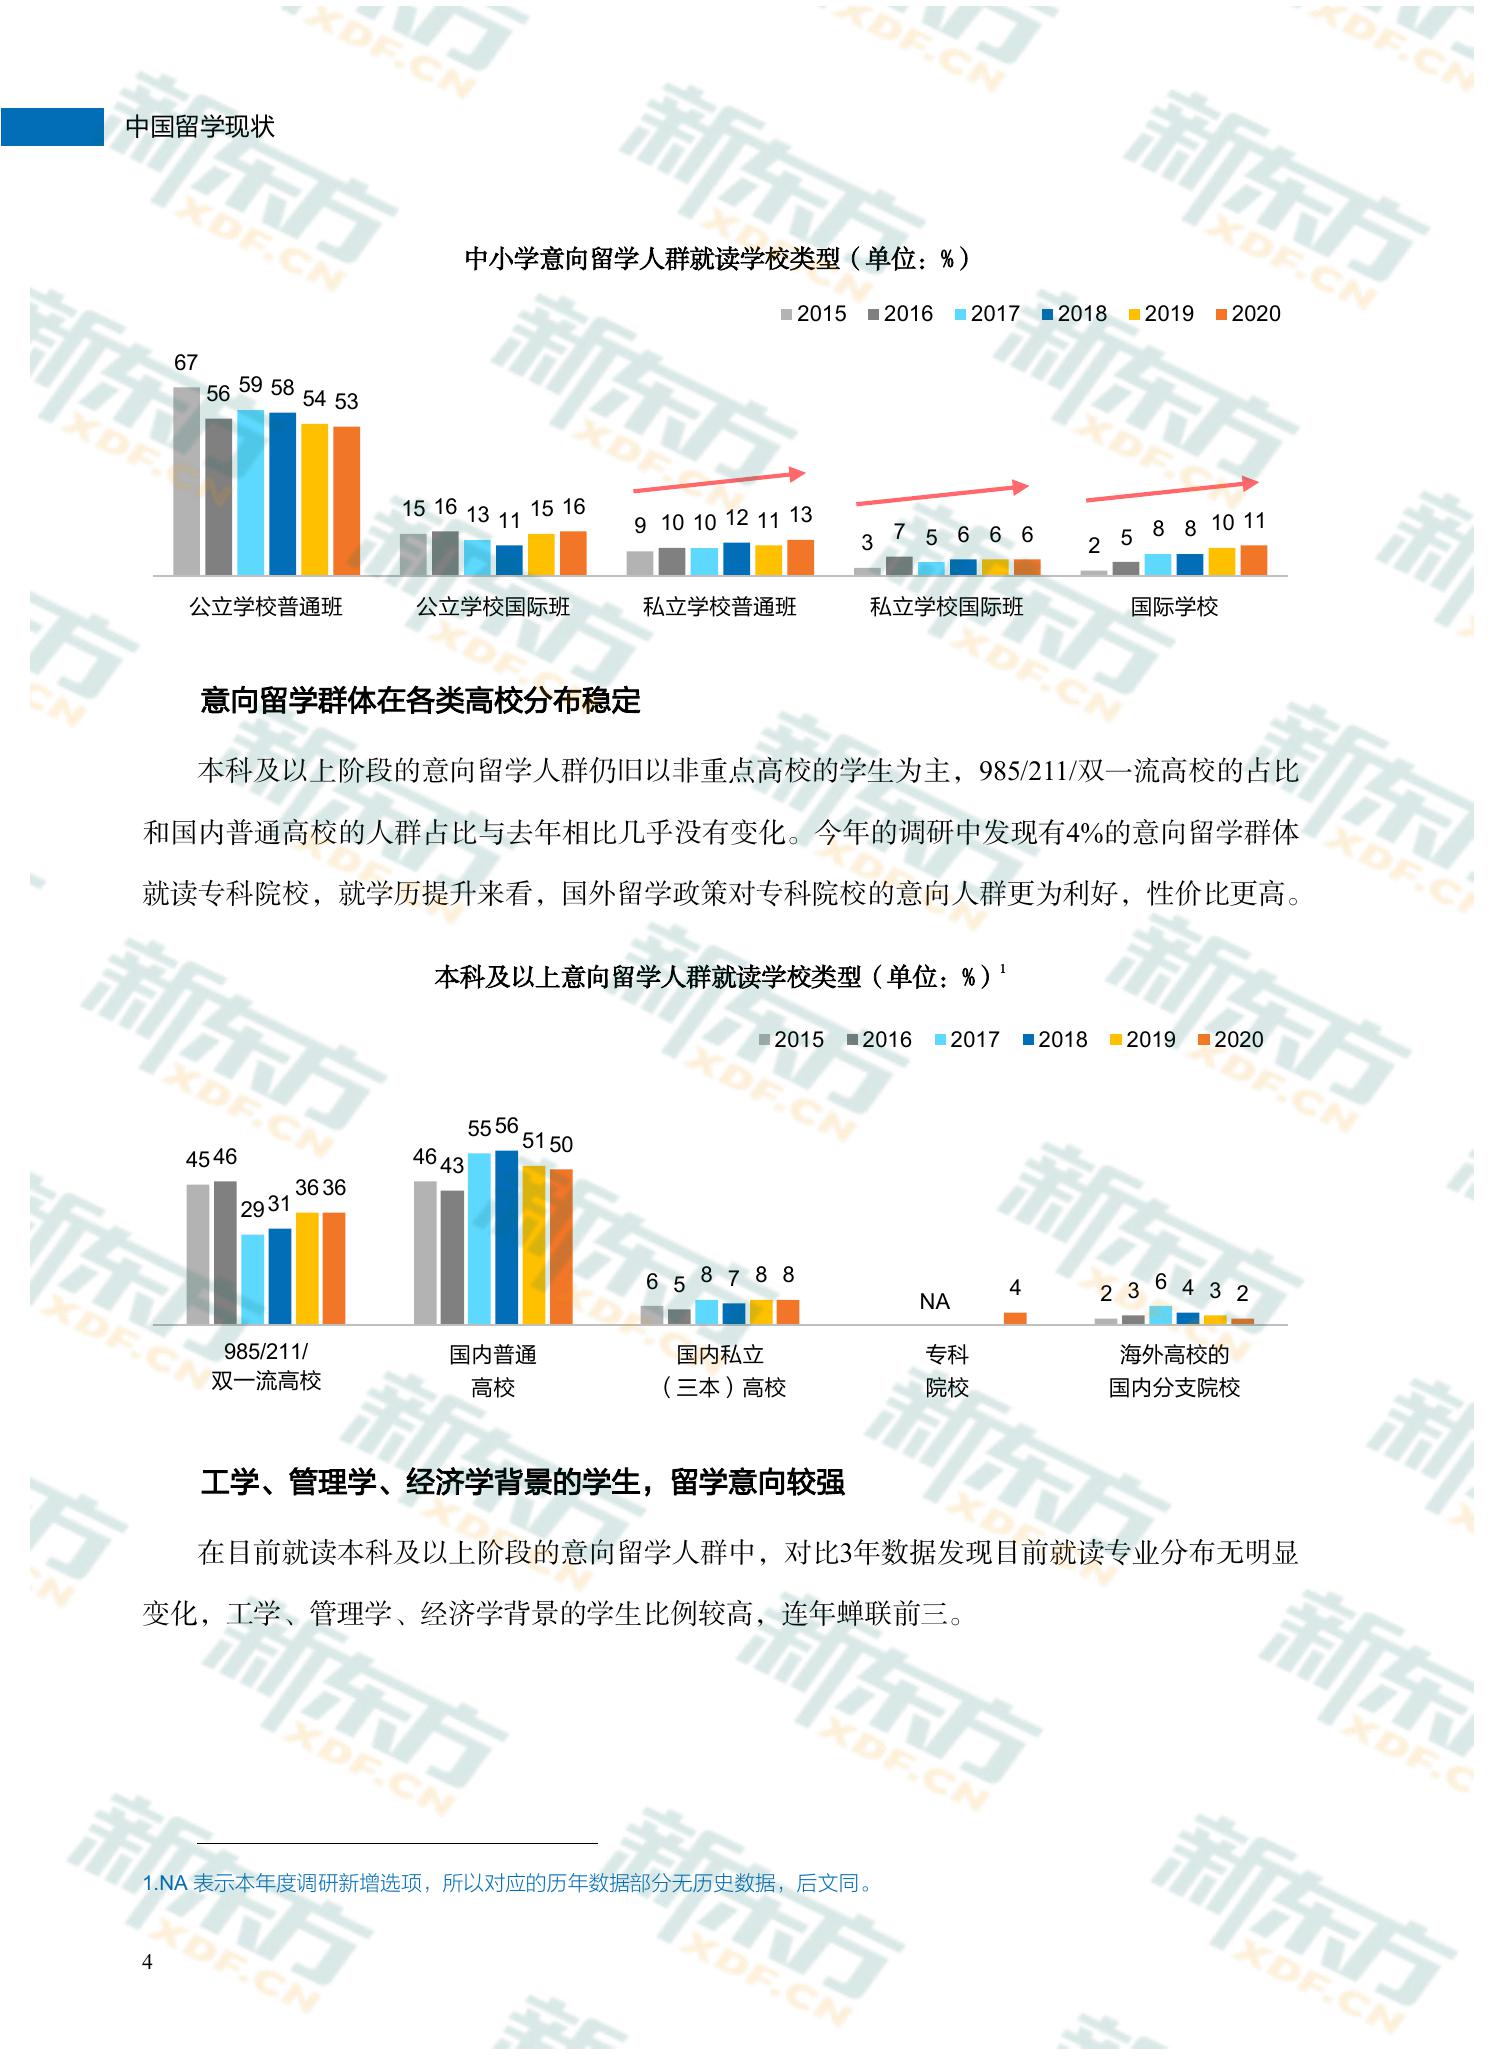 中国留学现状
中小学意向留学人群就读学校类型（单位：%）
2015 2016 2017 2018 2019 2020
67 56 59 58 54 53
15 16 13 11 15 16
9 10 10 12 11 13
3 7 5 6 6 6
2 5 8 8 10 11
公立学校普通班 公立学校国际班 私立学校普通班 私立学校国际班 国际学校
意向留学群体在各类高校分布稳定
本科及以上阶段的意向留学人群仍旧以非重点高校的学生为主，985/211/双一流高校的占比
和国内普通高校的人群占比与去年相比几乎没有变化。今年的调研中发现有4%的意向留学群体
就读专科院校，就学历提升来看，国外留学政策对专科院校的意向人群更为利好，性价比更高。
本科及以上意向留学人群就读学校类型（单位：%）1
2015 2016 2017 2018 2019 2020
45 46 29 31 36 36
46 43 55 56 51 50
6 5 8 7 8 8
NA 4
2 3 6 4 3 2
985/211/
双一流高校
国内普通
高校
国内私立
（三本）高校
专科
院校
海外高校的
国内分支院校
工学、管理学、经济学背景的学生，留学意向较强
在目前就读本科及以上阶段的意向留学人群中，对比3年数据发现目前就读专业分布无明显
变化，工学、管理学、经济学背景的学生比例较高，连年蝉联前三。
1.NA 表示本年度调研新增选项，所以对应的历年数据部分无历史数据，后文同。
4
新东方
XDF.CN